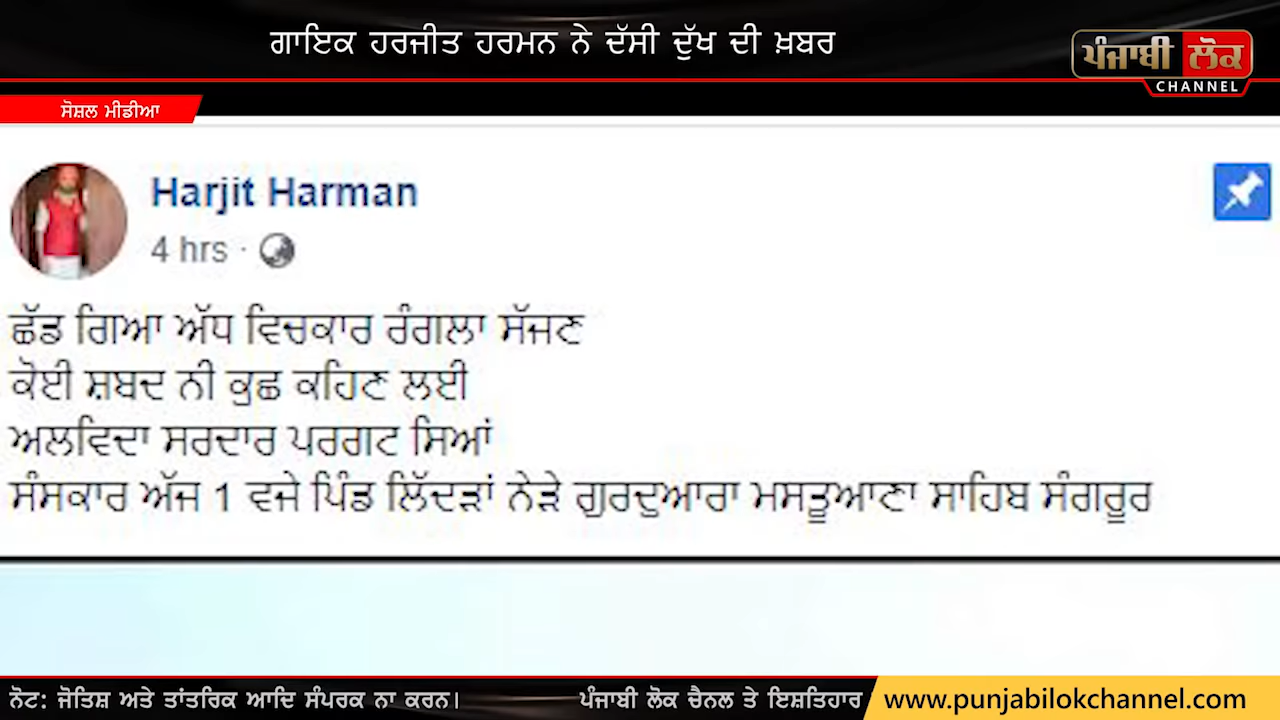 ਗਾਇਕ ਹਰਜੀਤ ਹਰਮਨ ਨੇ ਦੱਸੀ ਦੁੱਖ ਦੀ ਖ਼ਬਰ
ਪੰਜਾਬੀ ਲੋਕ
CHANNEL
ਸੋਸ਼ਲ ਮੀਡੀਆ
Harjit Harman
4 hrs ·
ਛੱਡ ਗਿਆ ਅੱਧ ਵਿਚਕਾਰ ਰੰਗਲਾ ਸੱਜਣ
ਕੋਈ ਸ਼ਬਦ ਨੀ ਕੁਛ ਕਹਿਣ ਲਈ
ਅਲਵਿਦਾ ਸਰਦਾਰ ਪਰਗਟ ਸਿਆਂ
ਸੰਸਕਾਰ ਅੱਜ 1 ਵਜੇ ਪਿੰਡ ਲਿੱਦੜਾਂ ਨੇੜੇ ਗੁਰਦੁਆਰਾ ਮਸਤੂਆਣਾ ਸਾਹਿਬ ਸੰਗਰੂਰ
ਨੋਟ: ਜੋਤਿਸ਼ ਅਤੇ ਤਾਂਤਰਿਕ ਆਦਿ ਸੰਪਰਕ ਨਾ ਕਰਨ। ਪੰਜਾਬੀ ਲੋਕ ਚੈਨਲ ਤੇ ਇਸ਼ਤਿਹਾਰ www.punjabilokchannel.com